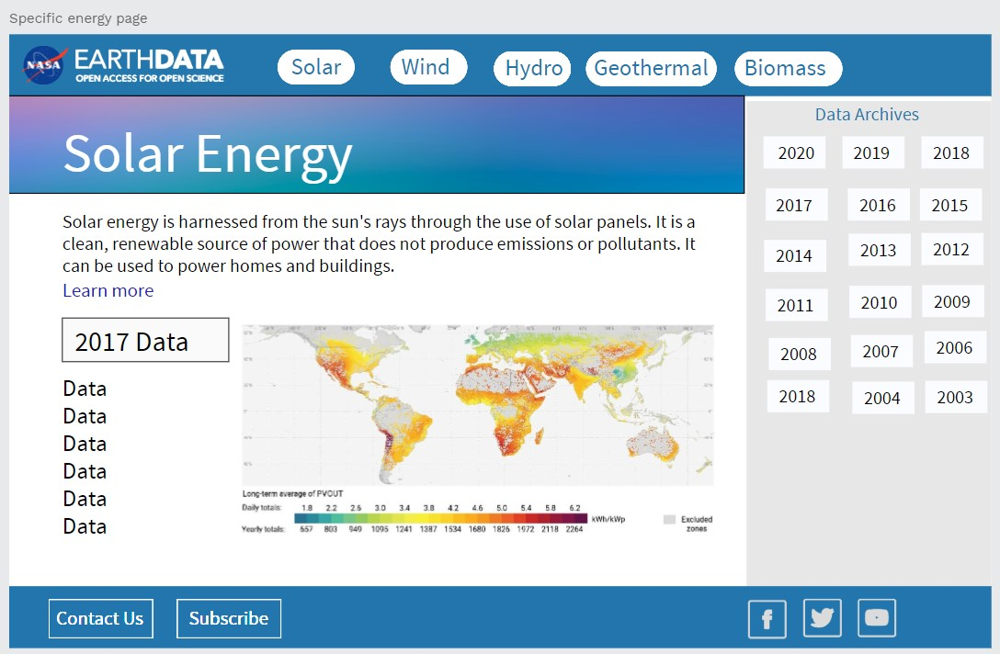 Specific energy page
NASA
EARTHDATA
OPEN ACCESS FOR OPEN SCIENCE
Solar
Wind
Hydro
Geothermal
Biomass
Solar Energy
Solar energy is harnessed from the sun's rays through the use of solar panels. It is a
clean, renewable source of power that does not produce emissions or pollutants. It
can be used to power homes and buildings.
Learn more
2017 Data
Data
Data
Data
Data
Data
Data
Long-term average of PVOUT
Daily totals: 1.8 2.2 2.6 3.0 3.4 3.8 4.2 4.6 5.0 5.4 5.8 6.2
kWh/kWp
Yearly totals: 657 803 949 1095 1241 1387 1534 1680 1826 1972 2118 2264
Excluded
zones
Data Archives
2020 2019 2018
2017 2016 2015
2014 2013 2012
2011 2010 2009
2008 2007 2006
2018 2004 2003
Contact Us
Subscribe